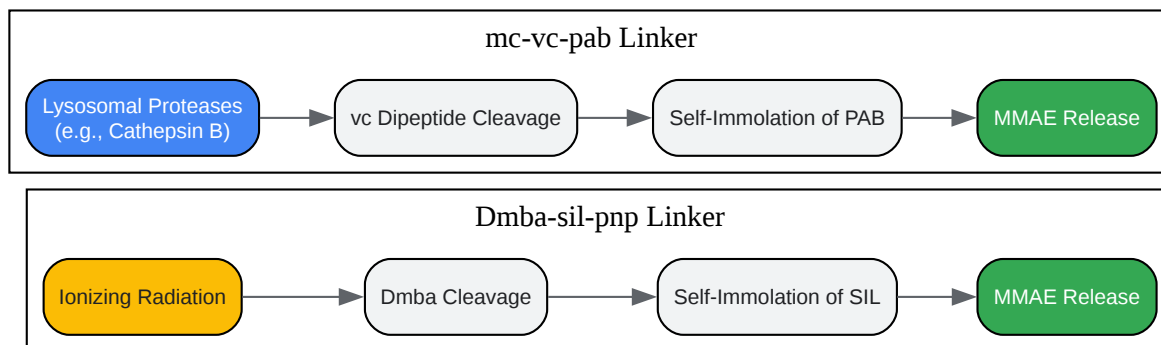 mc-vc-pab Linker
Lysosomal Proteases
(e.g., Cathepsin B)
vc Dipeptide Cleavage
Self-Immolation of PAB
MMAE Release
Dmba-sil-pnp Linker
Ionizing Radiation
Dmba Cleavage
Self-Immolation of SIL
MMAE Release